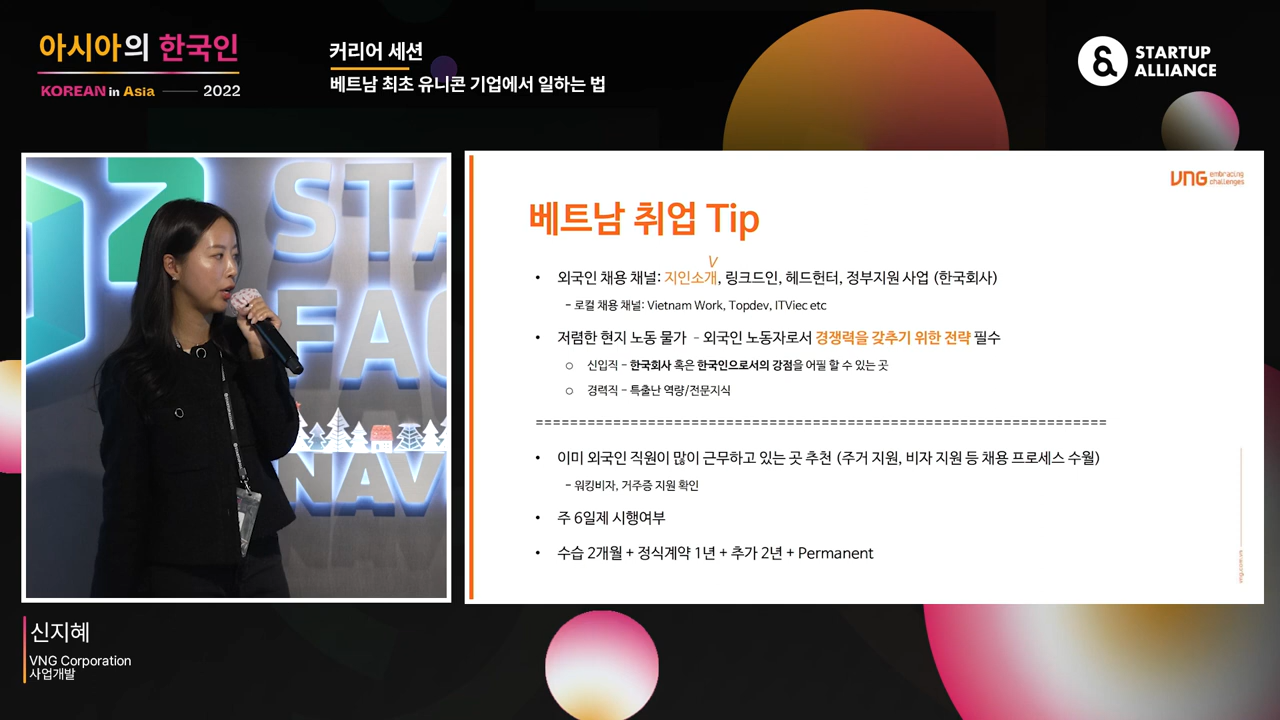 아시아의 한국인
KOREAN in Asia 2022
커리어 세션
베트남 최초 유니콘 기업에서 일하는 법
STARTUP
ALLIANCE
STA
FAC
NAV
VNG embracing challenges
베트남 취업 Tip
V
• 외국인 채용 채널: 지인소개, 링크드인, 헤드헌터, 정부지원 사업 (한국회사)
- 로컬 채용 채널: Vietnam Work, Topdev, ITViec etc
• 저렴한 현지 노동 물가 - 외국인 노동자로서 경쟁력을 갖추기 위한 전략 필수
○ 신입직 – 한국회사 혹은 한국인으로서의 강점을 어필 할 수 있는 곳
○ 경력직 – 특출난 역량/전문지식
==================================================================
• 이미 외국인 직원이 많이 근무하고 있는 곳 추천 (주거 지원, 비자 지원 등 채용 프로세스 수월)
- 워킹비자, 거주증 지원 확인
• 주 6일제 시행여부
• 수습 2개월 + 정식계약 1년 + 추가 2년 + Permanent
신지혜
VNG Corporation
사업개발